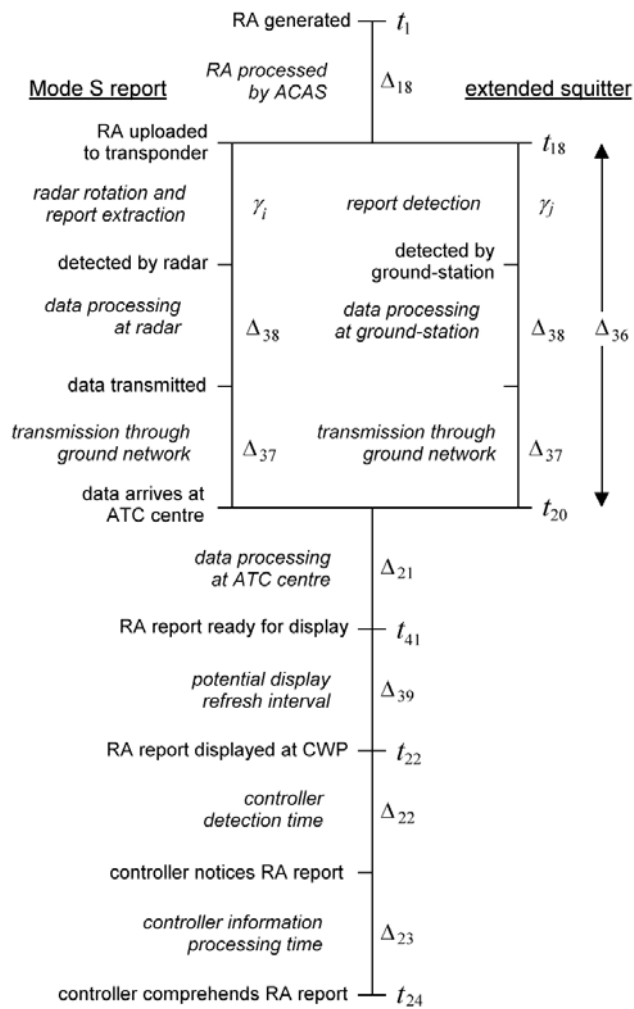 RA generated
t1
RA processed
by ACAS
Δ18
Mode S report
extended squitter
RA uploaded
to transponder
t18
radar rotation and
report extraction
γi
report detection
γj
detected by radar
detected by
ground-station
data processing
at radar
Δ38
data processing
at ground-station
Δ38
Δ36
data transmitted
transmission through
ground network
Δ37
transmission through
ground network
Δ37
data arrives at
ATC centre
t20
data processing
at ATC centre
Δ21
RA report ready for display
t41
potential display
refresh interval
Δ39
RA report displayed at CWP
t22
controller
detection time
Δ22
controller notices RA report
controller information
processing time
Δ23
controller comprehends RA report
t24